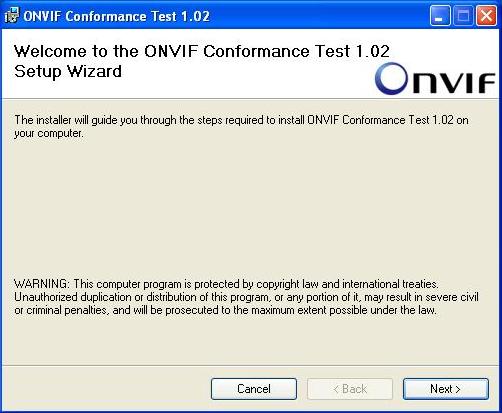 ONVIF Conformance Test 1.02
Welcome to the ONVIF Conformance Test 1.02
Setup Wizard
ONVIF
The installer will guide you through the steps required to install ONVIF Conformance Test 1.02 on
your computer.
WARNING: This computer program is protected by copyright law and international treaties.
Unauthorized duplication or distribution of this program, or any portion of it, may result in severe civil
or criminal penalties, and will be prosecuted to the maximum extent possible under the law.
Cancel
< Back
Next >